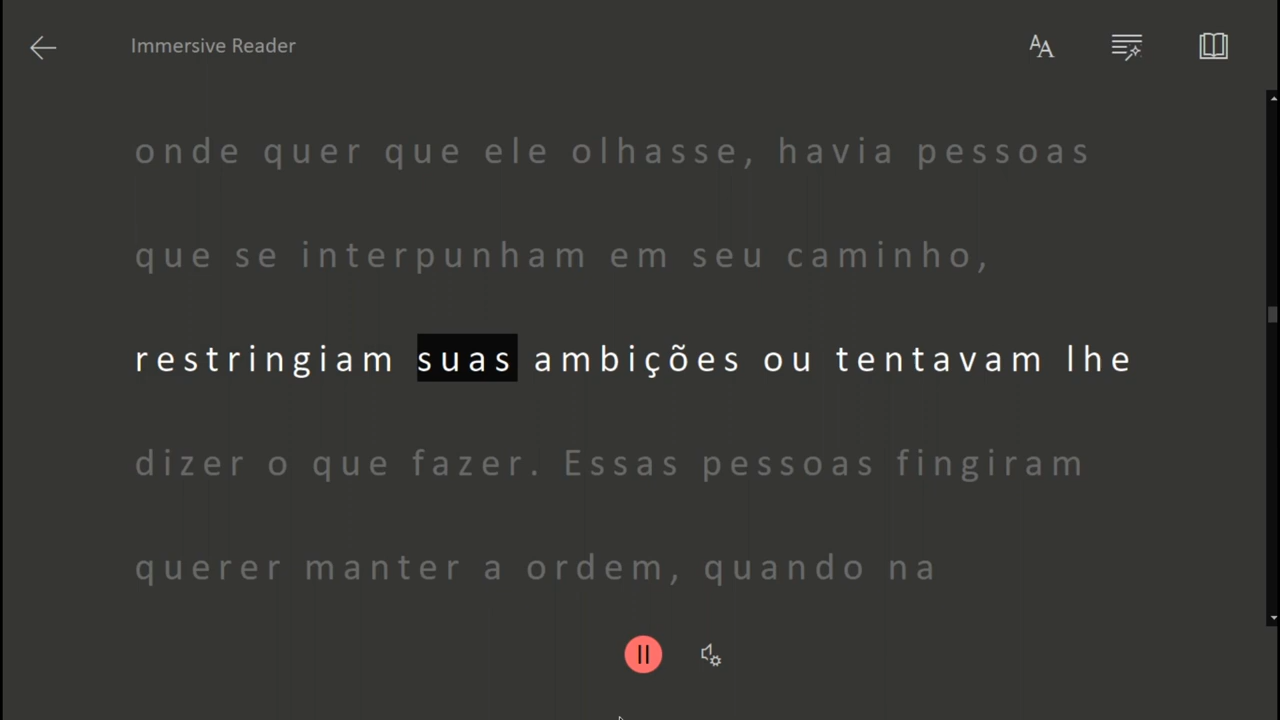 Immersive Reader
onde quer que ele olhasse, havia pessoas
que se interpunham em seu caminho,
restringiam suas ambições ou tentavam lhe
dizer o que fazer. Essas pessoas fingiram
querer manter a ordem, quando na